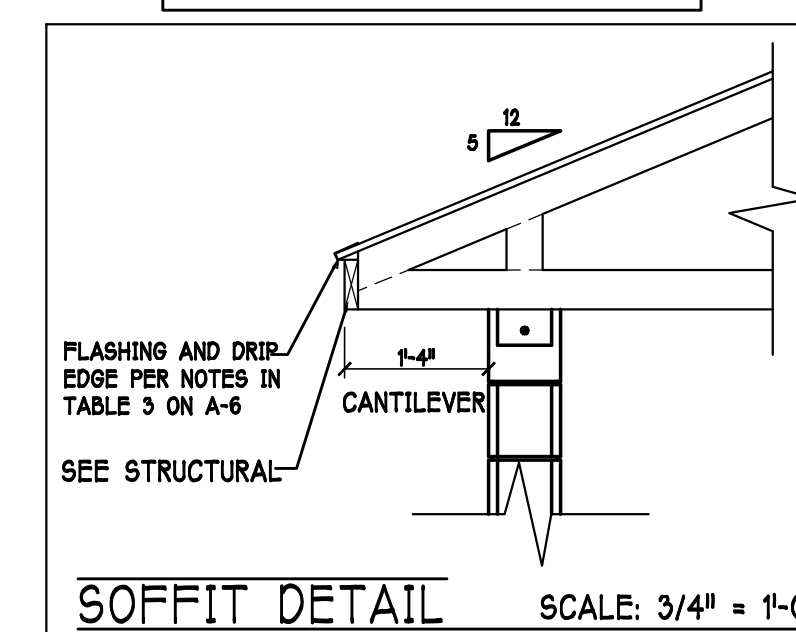 12
5
FLASHING AND DRIP
EDGE PER NOTES IN
TABLE 3 ON A-6
1'-4"
CANTILEVER
SEE STRUCTURAL
SOFFIT DETAIL
SCALE: 3/4" = 1'-